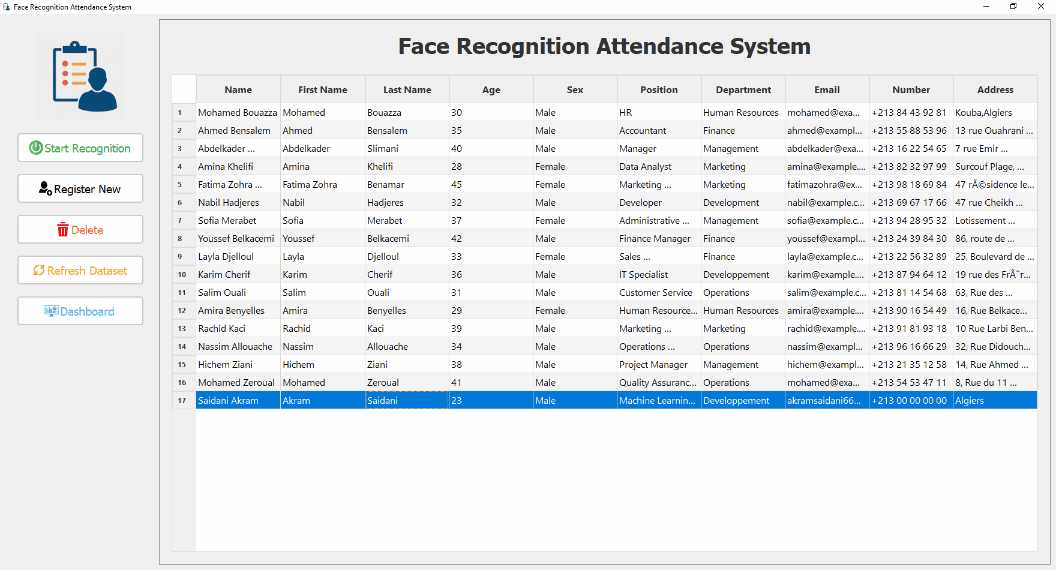 Face Recognition Attendance System
Face Recognition Attendance System
Start Recognition
Register New
Delete
Refresh Dataset
Dashboard
Name First Name Last Name Age Sex Position Department Email Number Address
1 Mohamed Bouazza Mohamed Bouazza 30 Male HR Human Resources mohamed@exa... +213 84 43 92 81 Kouba,Algiers
2 Ahmed Bensalem Ahmed Bensalem 35 Male Accountant Finance ahmed@exampl... +213 55 88 53 96 13 rue Ouahrani ...
3 Abdelkader ... Abdelkader Slimani 40 Male Manager Management abdelkader@exa... +213 16 22 54 65 7 rue Emir ...
4 Amina Khelifi Amina Khelifi 28 Female Data Analyst Marketing amina@example.... +213 82 32 97 99 Surcouf Plage, ...
5 Fatima Zohra ... Fatima Zohra Benamar 45 Female Marketing ... Marketing fatimazohra@ex... +213 98 18 69 84 47 rÃ©sidence le...
6 Nabil Hadjeres Nabil Hadjeres 32 Male Developer Development nabil@example.c... +213 69 67 17 66 47 rue Cheikh ...
7 Sofia Merabet Sofia Merabet 37 Female Administrative ... Management sofia@example.c... +213 94 28 95 32 Lotissement ...
8 Youssef Belkacemi Youssef Belkacemi 42 Male Finance Manager Finance youssef@exampl... +213 24 39 84 30 86, route de ...
9 Layla Djelloul Layla Djelloul 33 Female Sales ... Finance layla@example.c... +213 22 56 32 89 25, Boulevard de ...
10 Karim Cherif Karim Cherif 36 Male IT Specialist Developpement karim@example.... +213 87 94 64 12 19 rue des FrÃ¨r...
11 Salim Ouali Salim Ouali 31 Male Customer Service Operations salim@example.c... +213 81 14 54 68 63, Rue des ...
12 Amira Benyelles Amira Benyelles 29 Female Human Resource... Human Resources amira@example.c... +213 90 16 54 49 16, Rue Belkace...
13 Rachid Kaci Rachid Kaci 39 Male Marketing ... Marketing rachid@example.... +213 91 81 93 18 10 Rue Larbi Ben...
14 Nassim Allouache Nassim Allouache 34 Male Operations ... Operations nassim@exampl... +213 96 16 66 29 32, Rue Didouch...
15 Hichem Ziani Hichem Ziani 38 Male Project Manager Management hichem@exampl... +213 21 35 12 58 14, Rue Ahmed ...
16 Mohamed Zeroual Mohamed Zeroual 41 Male Quality Assuranc... Operations mohamed@exa... +213 54 53 47 11 8, Rue du 11 ...
17 Saidani Akram Akram Saidani 23 Male Machine Learnin... Developpement akramsaidani66... +213 00 00 00 00 Algiers